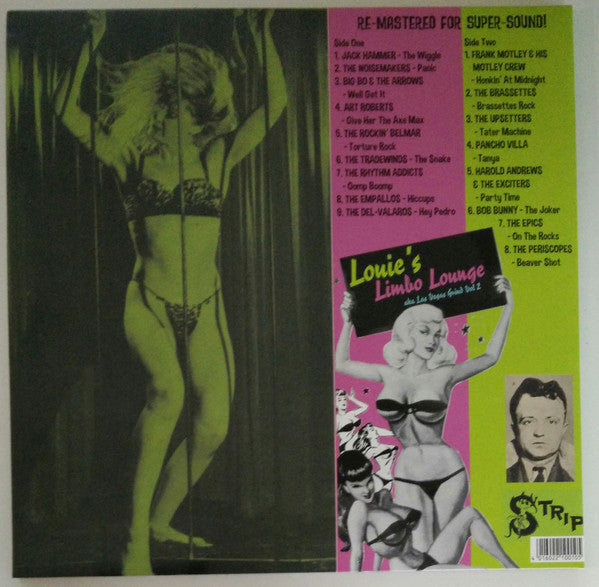 RE-MASTERED FOR SUPER-SOUND!
Side One
1. JACK HAMMER - The Wiggle
2. THE NOISEMAKERS - Panic
3. BIG BO & THE ARROWS
- Well Get It
4. ART ROBERTS
- Give Her The Axe Max
5. THE ROCKIN' BELMAR
- Torture Rock
6. THE TRADEWINDS - The Snake
7. THE RHYTHM ADDICTS
- Oomp Boomp
8. THE EMPALLOS - Hiccups
9. THE DEL-VALAROS - Hey Pedro
Side Two
1. FRANK MOTLEY & HIS
MOTLEY CREW
- Honkin' At Midnight
2. THE BRASSETTES
- Brassettes Rock
3. THE UPSETTERS
- Tater Machine
4. PANCHO VILLA
- Tanya
5. HAROLD ANDREWS
& THE EXCITERS
- Party Time
6. BOB BUNNY - The Joker
7. THE EPICS
- On The Rocks
8. THE PERISCOPES
- Beaver Shot
Louie's
Limbo Lounge
aka Las Vegas Grind Vol 2
STRIP